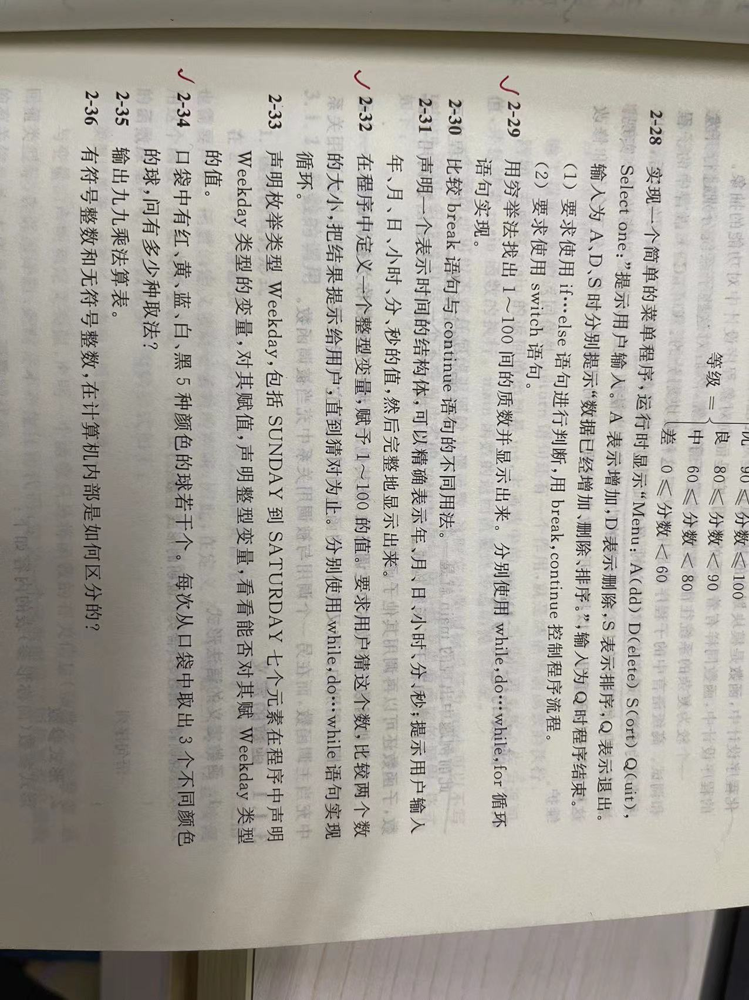 优 90≤分数≤100
良 80≤分数<90
等级=
中 60≤分数<80
差 0≤分数<60
2-28 实现一个简单的菜单程序,运行时显示“Menu: A(dd) D(elete) S(ort) Q(uit),
Select one:”提示用户输入。A 表示增加,D 表示删除,S 表示排序,Q 表示退出。
输入为 A、D、S 时分别提示“数据已经增加、删除、排序。”,输入为 Q 时程序结束。
(1) 要求使用 if…else 语句进行判断,用 break,continue 控制程序流程。
(2) 要求使用 switch 语句。
2-29 用穷举法找出 1~100 间的质数并显示出来。分别使用 while,do…while,for 循环
语句实现。
2-30 比较 break 语句与 continue 语句的不同用法。
2-31 声明一个表示时间的结构体,可以精确表示年、月、日、小时、分、秒;提示用户输入
年、月、日、小时、分、秒的值,然后完整地显示出来。
2-32 在程序中定义一个整型变量,赋予 1~100 的值。要求用户猜这个数,比较两个数
的大小,把结果提示给用户,直到猜对为止。分别使用 while,do…while 语句实现
循环。
2-33 声明枚举类型 Weekday,包括 SUNDAY 到 SATURDAY 七个元素在程序中声明
Weekday 类型的变量,对其赋值,声明整型变量,看看能否对其赋 Weekday 类型
的值。
2-34 口袋中有红、黄、蓝、白、黑 5 种颜色的球若干个。每次从口袋中取出 3 个不同颜色
的球,问有多少种取法?
2-35 输出九九乘法算表。
2-36 有符号整数和无符号整数,在计算机内部是如何区分的?